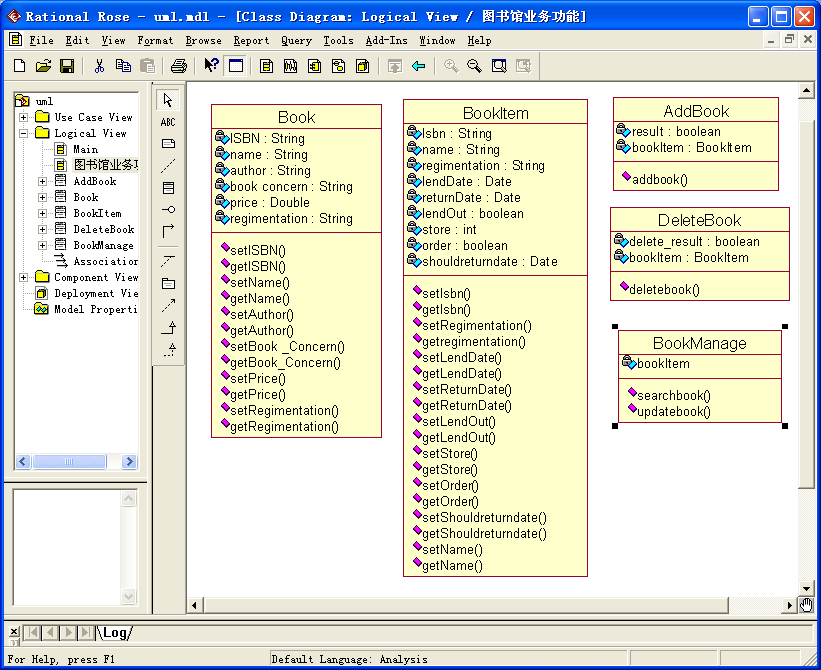 Rational Rose - uml.mdl - [Class Diagram: Logical View / 图书馆业务功能]
File Edit View Format Browse Report Query Tools Add-Ins Window Help
uml
Use Case View
Logical View
Main
图书馆业务功
AddBook
Book
BookItem
DeleteBook
BookManage
Association
Component View
Deployment Vie
Model Properti
ABC
Book
ISBN : String
name : String
author : String
book concern : String
price : Double
regimentation : String
setISBN()
getISBN()
setName()
getName()
setAuthor()
getAuthor()
setBook _Concern()
getBook_Concern()
setPrice()
getPrice()
setRegimentation()
getRegimentation()
BookItem
Isbn : String
name : String
regimentation : String
lendDate : Date
returnDate : Date
lendOut : boolean
store : int
order : boolean
shouldreturndate : Date
setIsbn()
getIsbn()
setRegimentation()
getregimentation()
setLendDate()
getLendDate()
setReturnDate()
getReturnDate()
setLendOut()
getLendOut()
setStore()
getStore()
setOrder()
getOrder()
setShouldreturndate()
getShouldreturndate()
setName()
getName()
AddBook
result : boolean
bookItem : BookItem
addbook()
DeleteBook
delete_result : boolean
bookItem : BookItem
deletebook()
BookManage
bookItem
searchbook()
updatebook()
Log
For Help, press F1
Default Language: Analysis